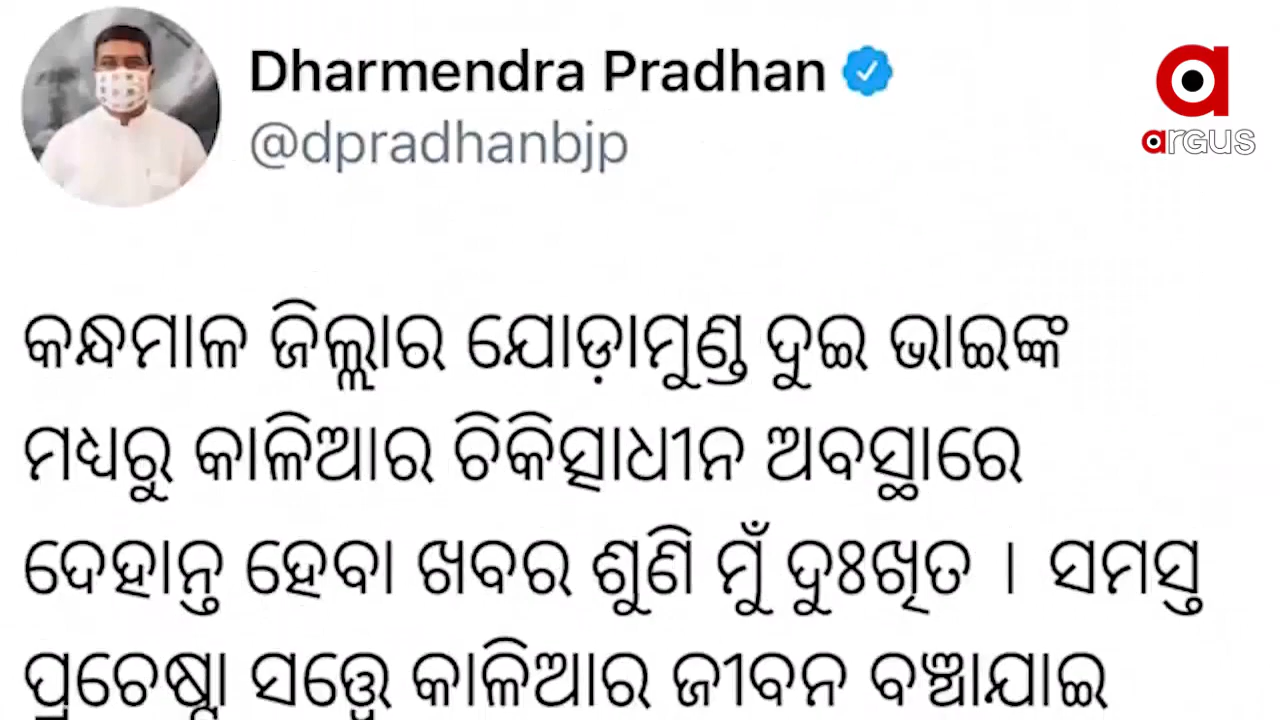 Dharmendra Pradhan
@dpradhanbjp
argus
କନ୍ଧମାଳ ଜିଲ୍ଲାର ଯୋଡ଼ାମୁଣ୍ଡ ଦୁଇ ଭାଇଙ୍କ
ମଧ୍ୟରୁ କାଳିଆର ଚିକିତ୍ସାଧୀନ ଅବସ୍ଥାରେ
ଦେହାନ୍ତ ହେବା ଖବର ଶୁଣି ମୁଁ ଦୁଃଖିତ । ସମସ୍ତ
ପ୍ରଚେଷ୍ଟା ସତ୍ତ୍ୱେ କାଳିଆର ଜୀବନ ବଞ୍ଚାଯାଇ